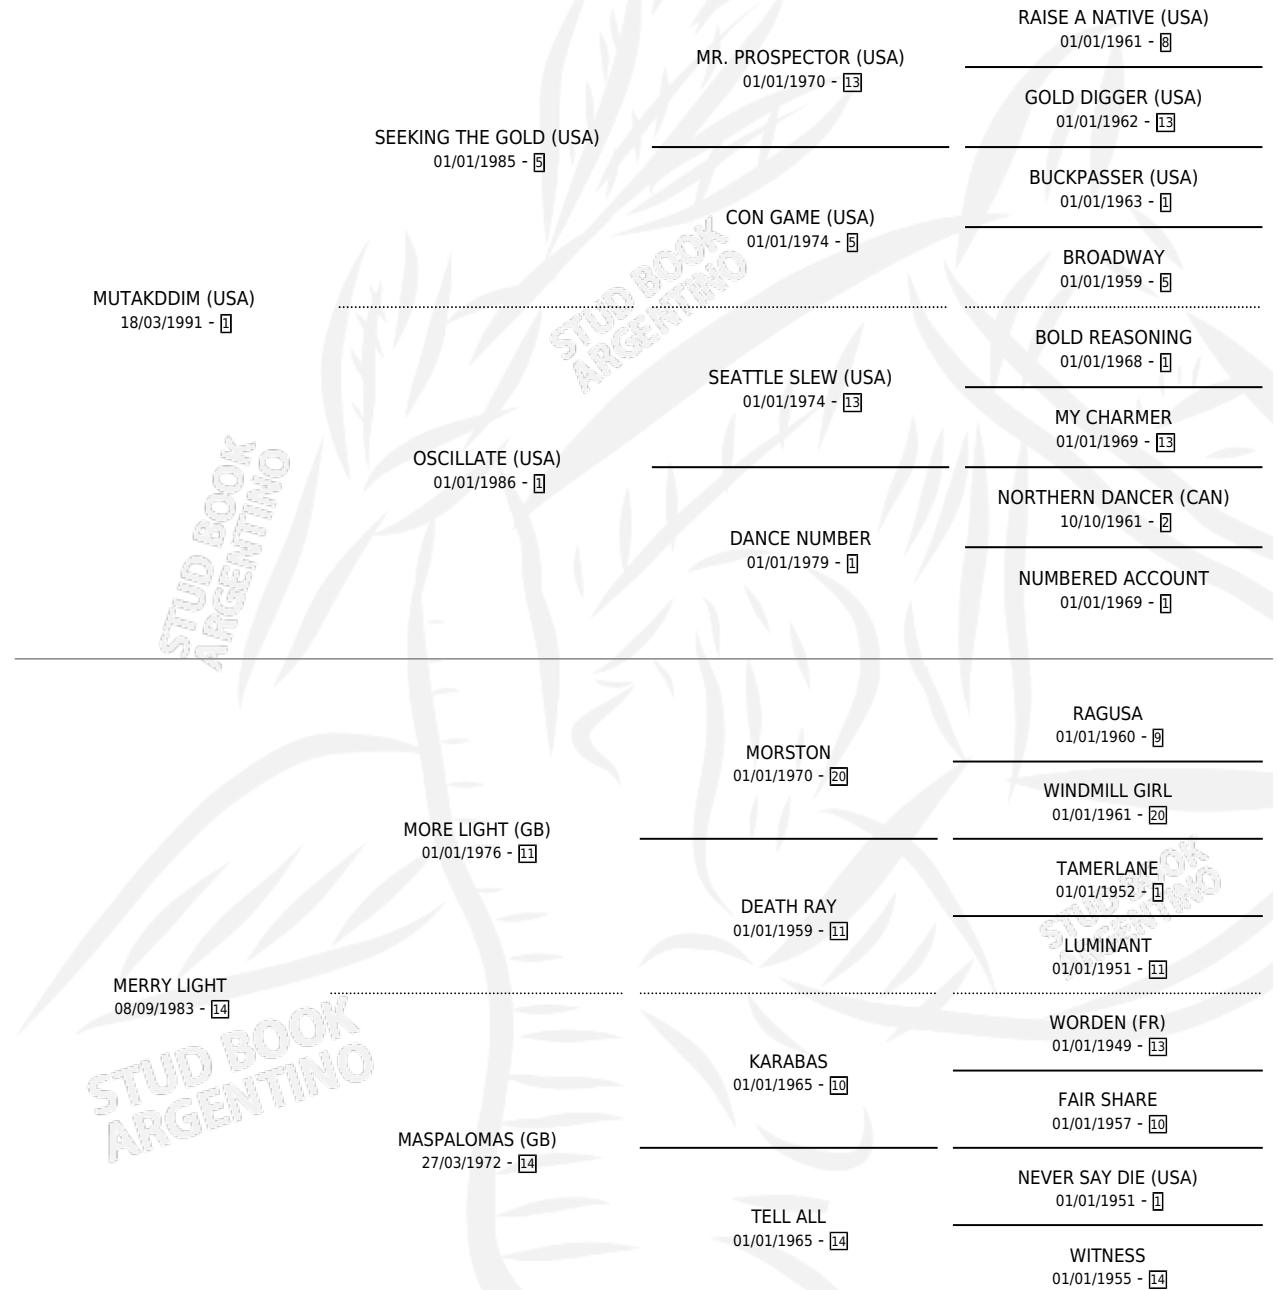 RAISE A NATIVE (USA)
01/01/1961 - 8
MR. PROSPECTOR (USA)
01/01/1970 - 13
GOLD DIGGER (USA)
01/01/1962 - 13
SEEKING THE GOLD (USA)
01/01/1985 - 5
BUCKPASSER (USA)
01/01/1963 - 1
CON GAME (USA)
01/01/1974 - 5
BROADWAY
01/01/1959 - 5
MUTAKDDIM (USA)
18/03/1991 - 1
BOLD REASONING
01/01/1968 - 1
SEATTLE SLEW (USA)
01/01/1974 - 13
MY CHARMER
01/01/1969 - 13
OSCILLATE (USA)
01/01/1986 - 1
NORTHERN DANCER (CAN)
10/10/1961 - 2
DANCE NUMBER
01/01/1979 - 1
NUMBERED ACCOUNT
01/01/1969 - 1
RAGUSA
01/01/1960 - 9
MORSTON
01/01/1970 - 20
WINDMILL GIRL
01/01/1961 - 20
MORE LIGHT (GB)
01/01/1976 - 11
TAMERLANE
01/01/1952 - 1
DEATH RAY
01/01/1959 - 11
LUMINANT
01/01/1951 - 11
MERRY LIGHT
08/09/1983 - 14
WORDEN (FR)
01/01/1949 - 13
KARABAS
01/01/1965 - 10
FAIR SHARE
01/01/1957 - 10
MASPALOMAS (GB)
27/03/1972 - 14
NEVER SAY DIE (USA)
01/01/1951 - 1
TELL ALL
01/01/1965 - 14
WITNESS
01/01/1955 - 14
STUD BOOK
ARGENTINO
STUD BOOK
ARGENTINO
STUD BOOK
ARGENTINO
STUD BOOK
ARGENTINO